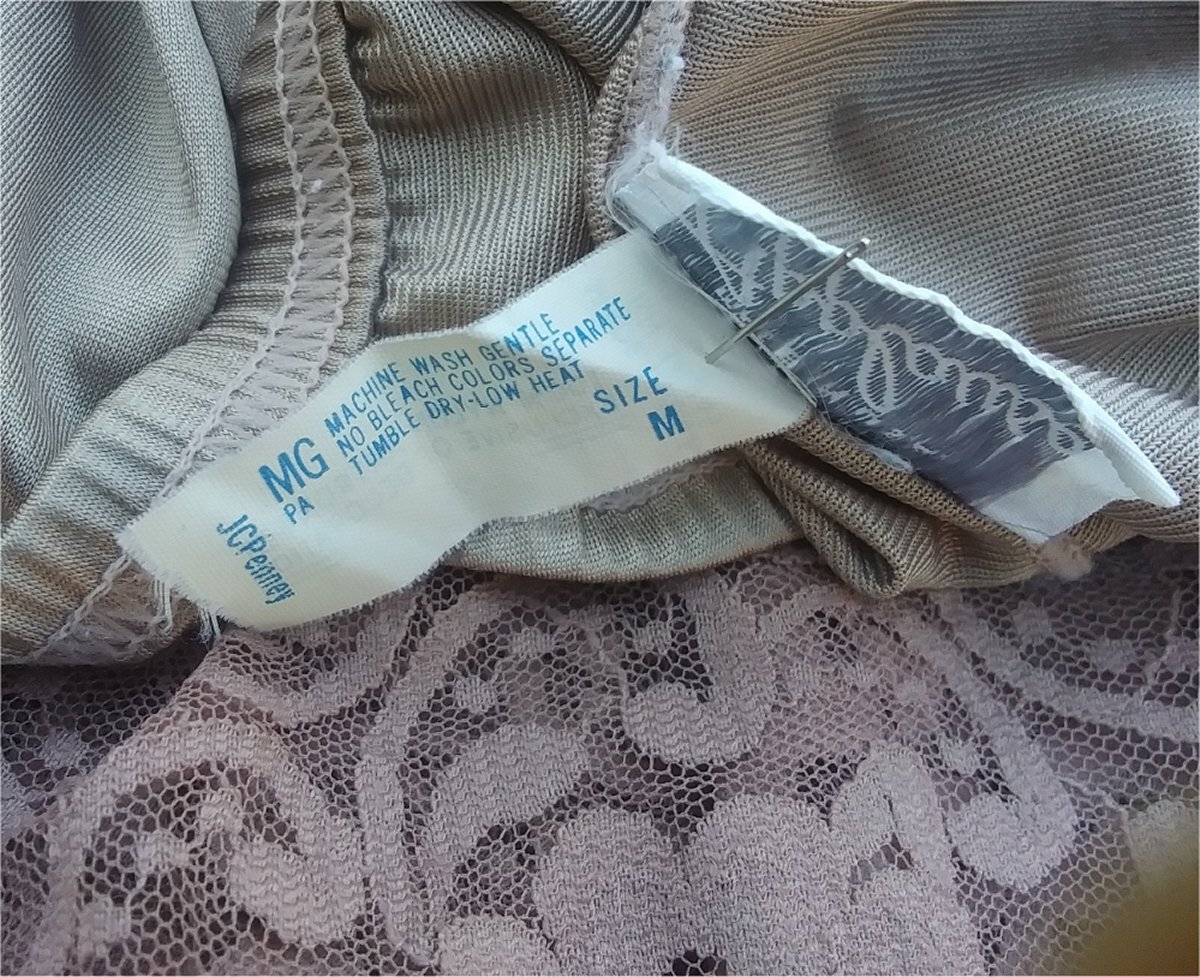 MACHINE WASH GENTLE
NO BLEACH COLORS SEPARATE
TUMBLE DRY-LOW HEAT
MG
PA
SIZE
M
JCPenney